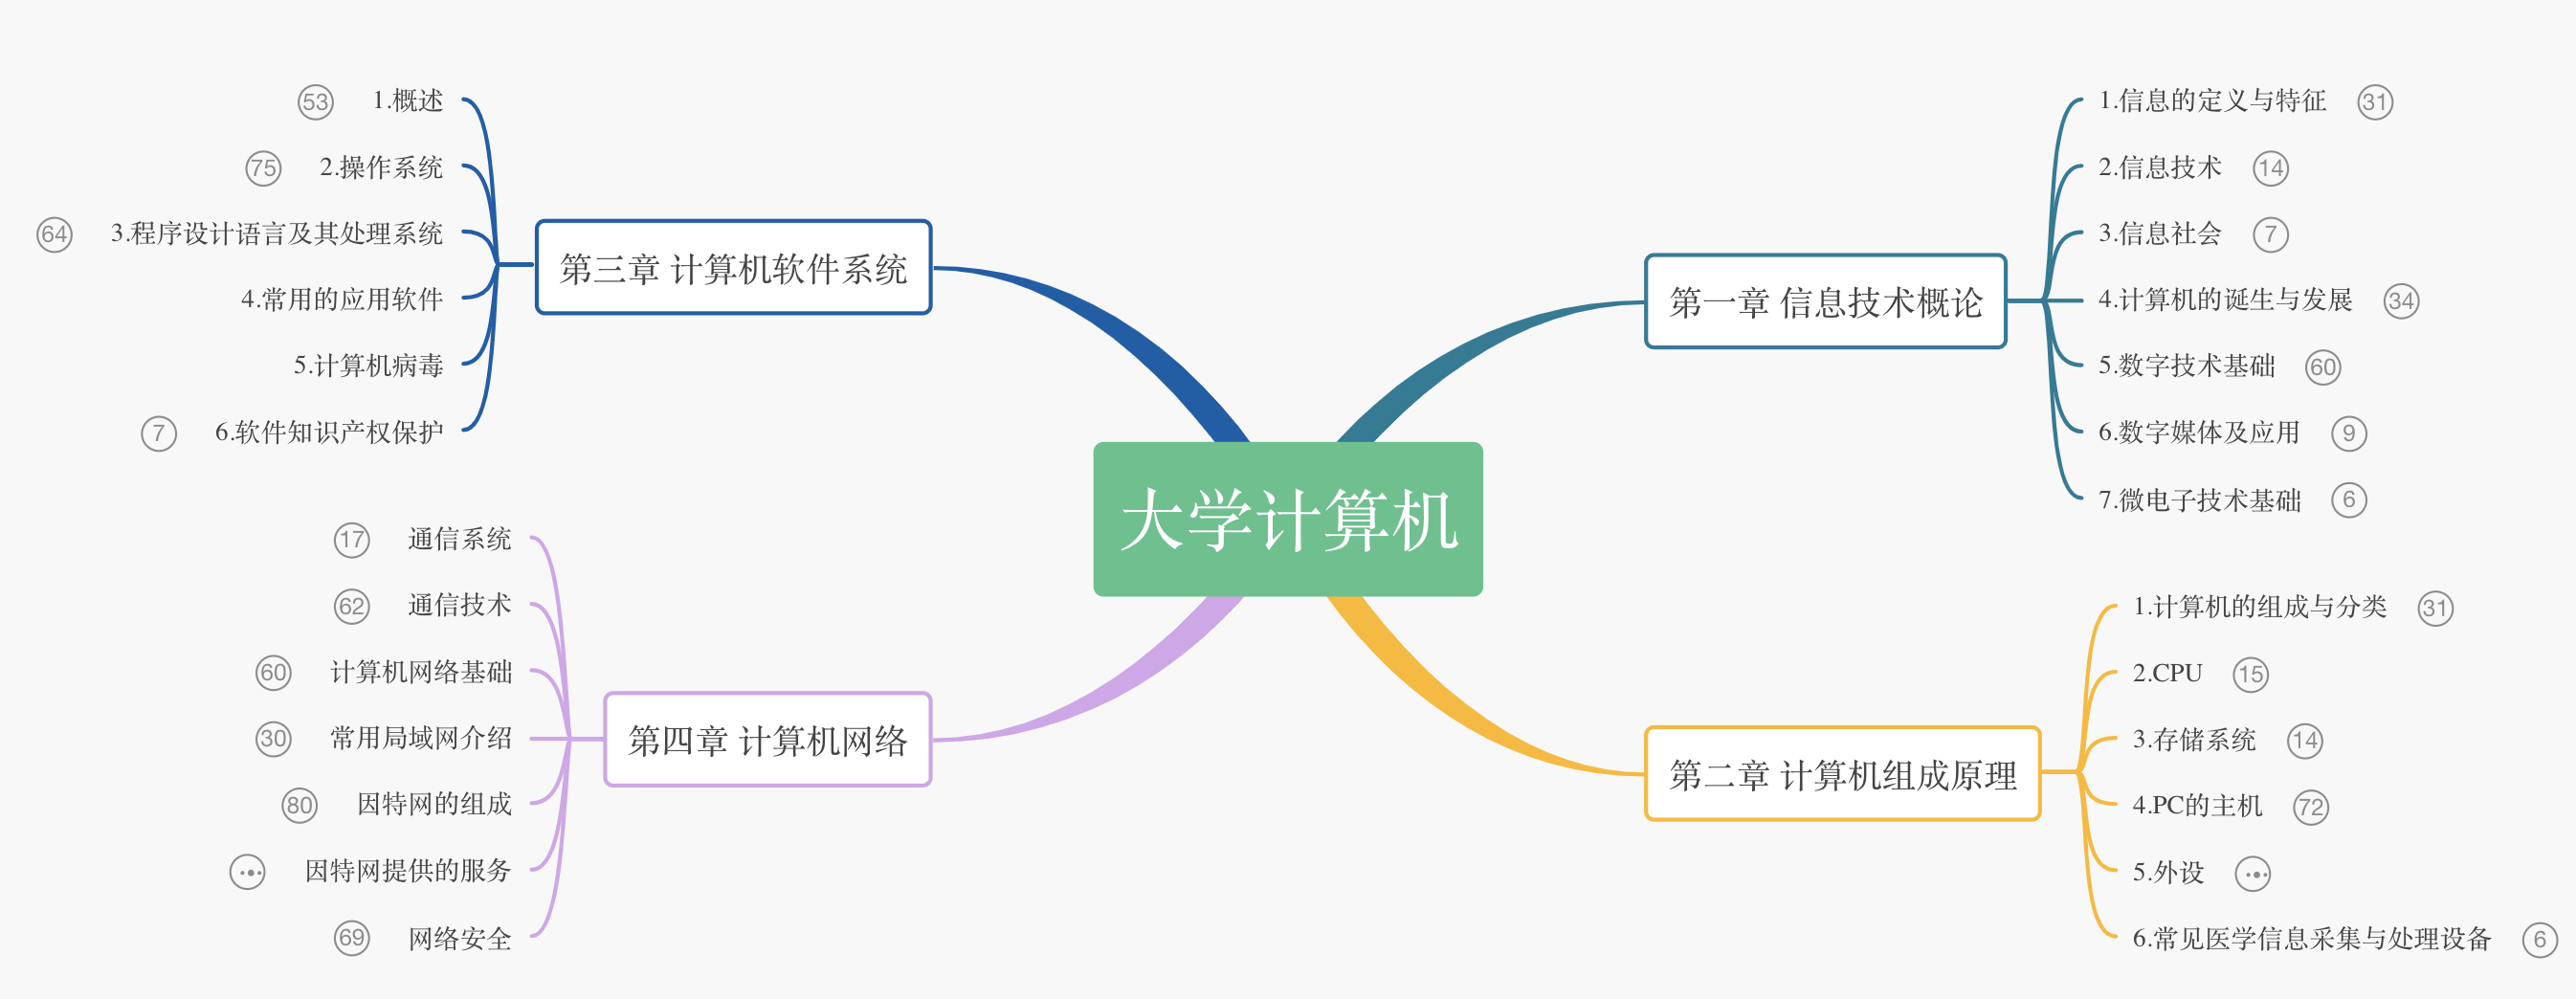 大学计算机
第一章 信息技术概论
1.信息的定义与特征 31
2.信息技术 14
3.信息社会 7
4.计算机的诞生与发展 34
5.数字技术基础 60
6.数字媒体及应用 9
7.微电子技术基础 6
第二章 计算机组成原理
1.计算机的组成与分类 31
2.CPU 15
3.存储系统 14
4.PC的主机 72
5.外设
6.常见医学信息采集与处理设备 6
第三章 计算机软件系统
53 1.概述
75 2.操作系统
64 3.程序设计语言及其处理系统
4.常用的应用软件
5.计算机病毒
7 6.软件知识产权保护
第四章 计算机网络
17 通信系统
62 通信技术
60 计算机网络基础
30 常用局域网介绍
80 因特网的组成
因特网提供的服务
69 网络安全